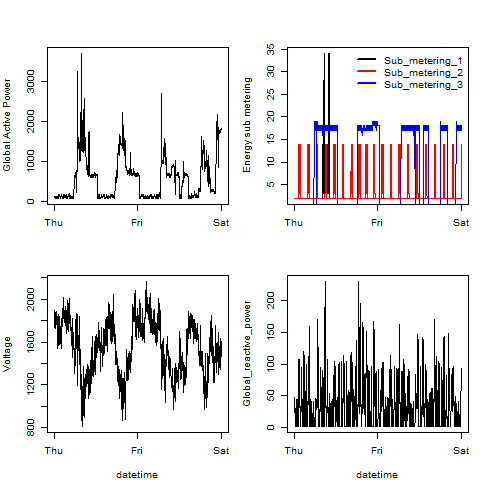 Global Active Power
0 1000 2000 3000
Thu Fri Sat
Energy sub metering
5 10 15 20 25 30 35
Sub_metering_1
Sub_metering_2
Sub_metering_3
Thu Fri Sat
Voltage
800 1200 1600 2000
Thu Fri Sat
datetime
Global_reactive_power
0 50 100 150 200
Thu Fri Sat
datetime